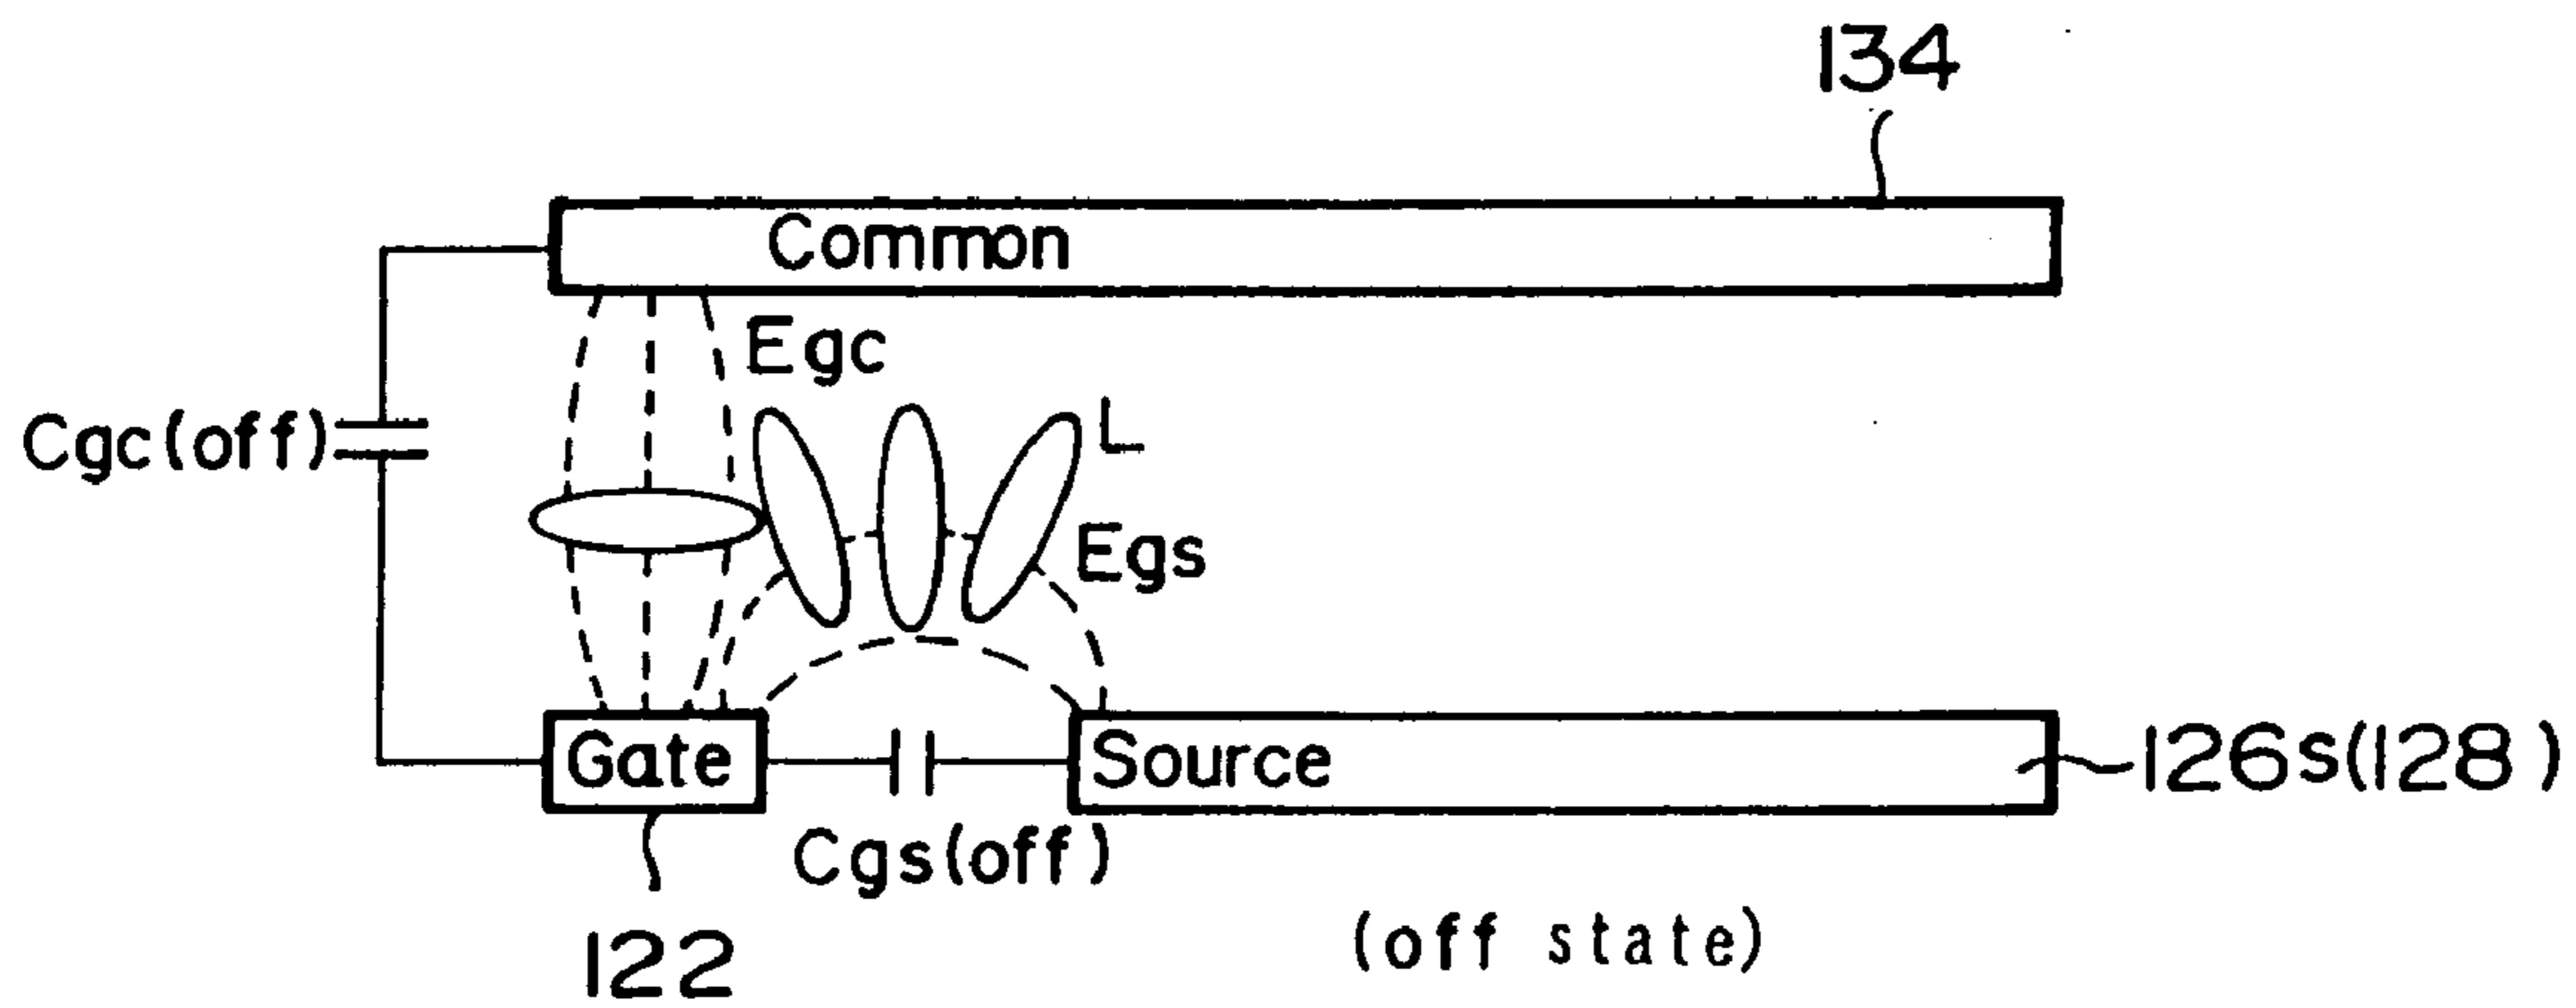 134
Common
Egc
Cgc(off)
L
Egs
Gate
Source
126s(128)
Cgs(off)
122
(off state)